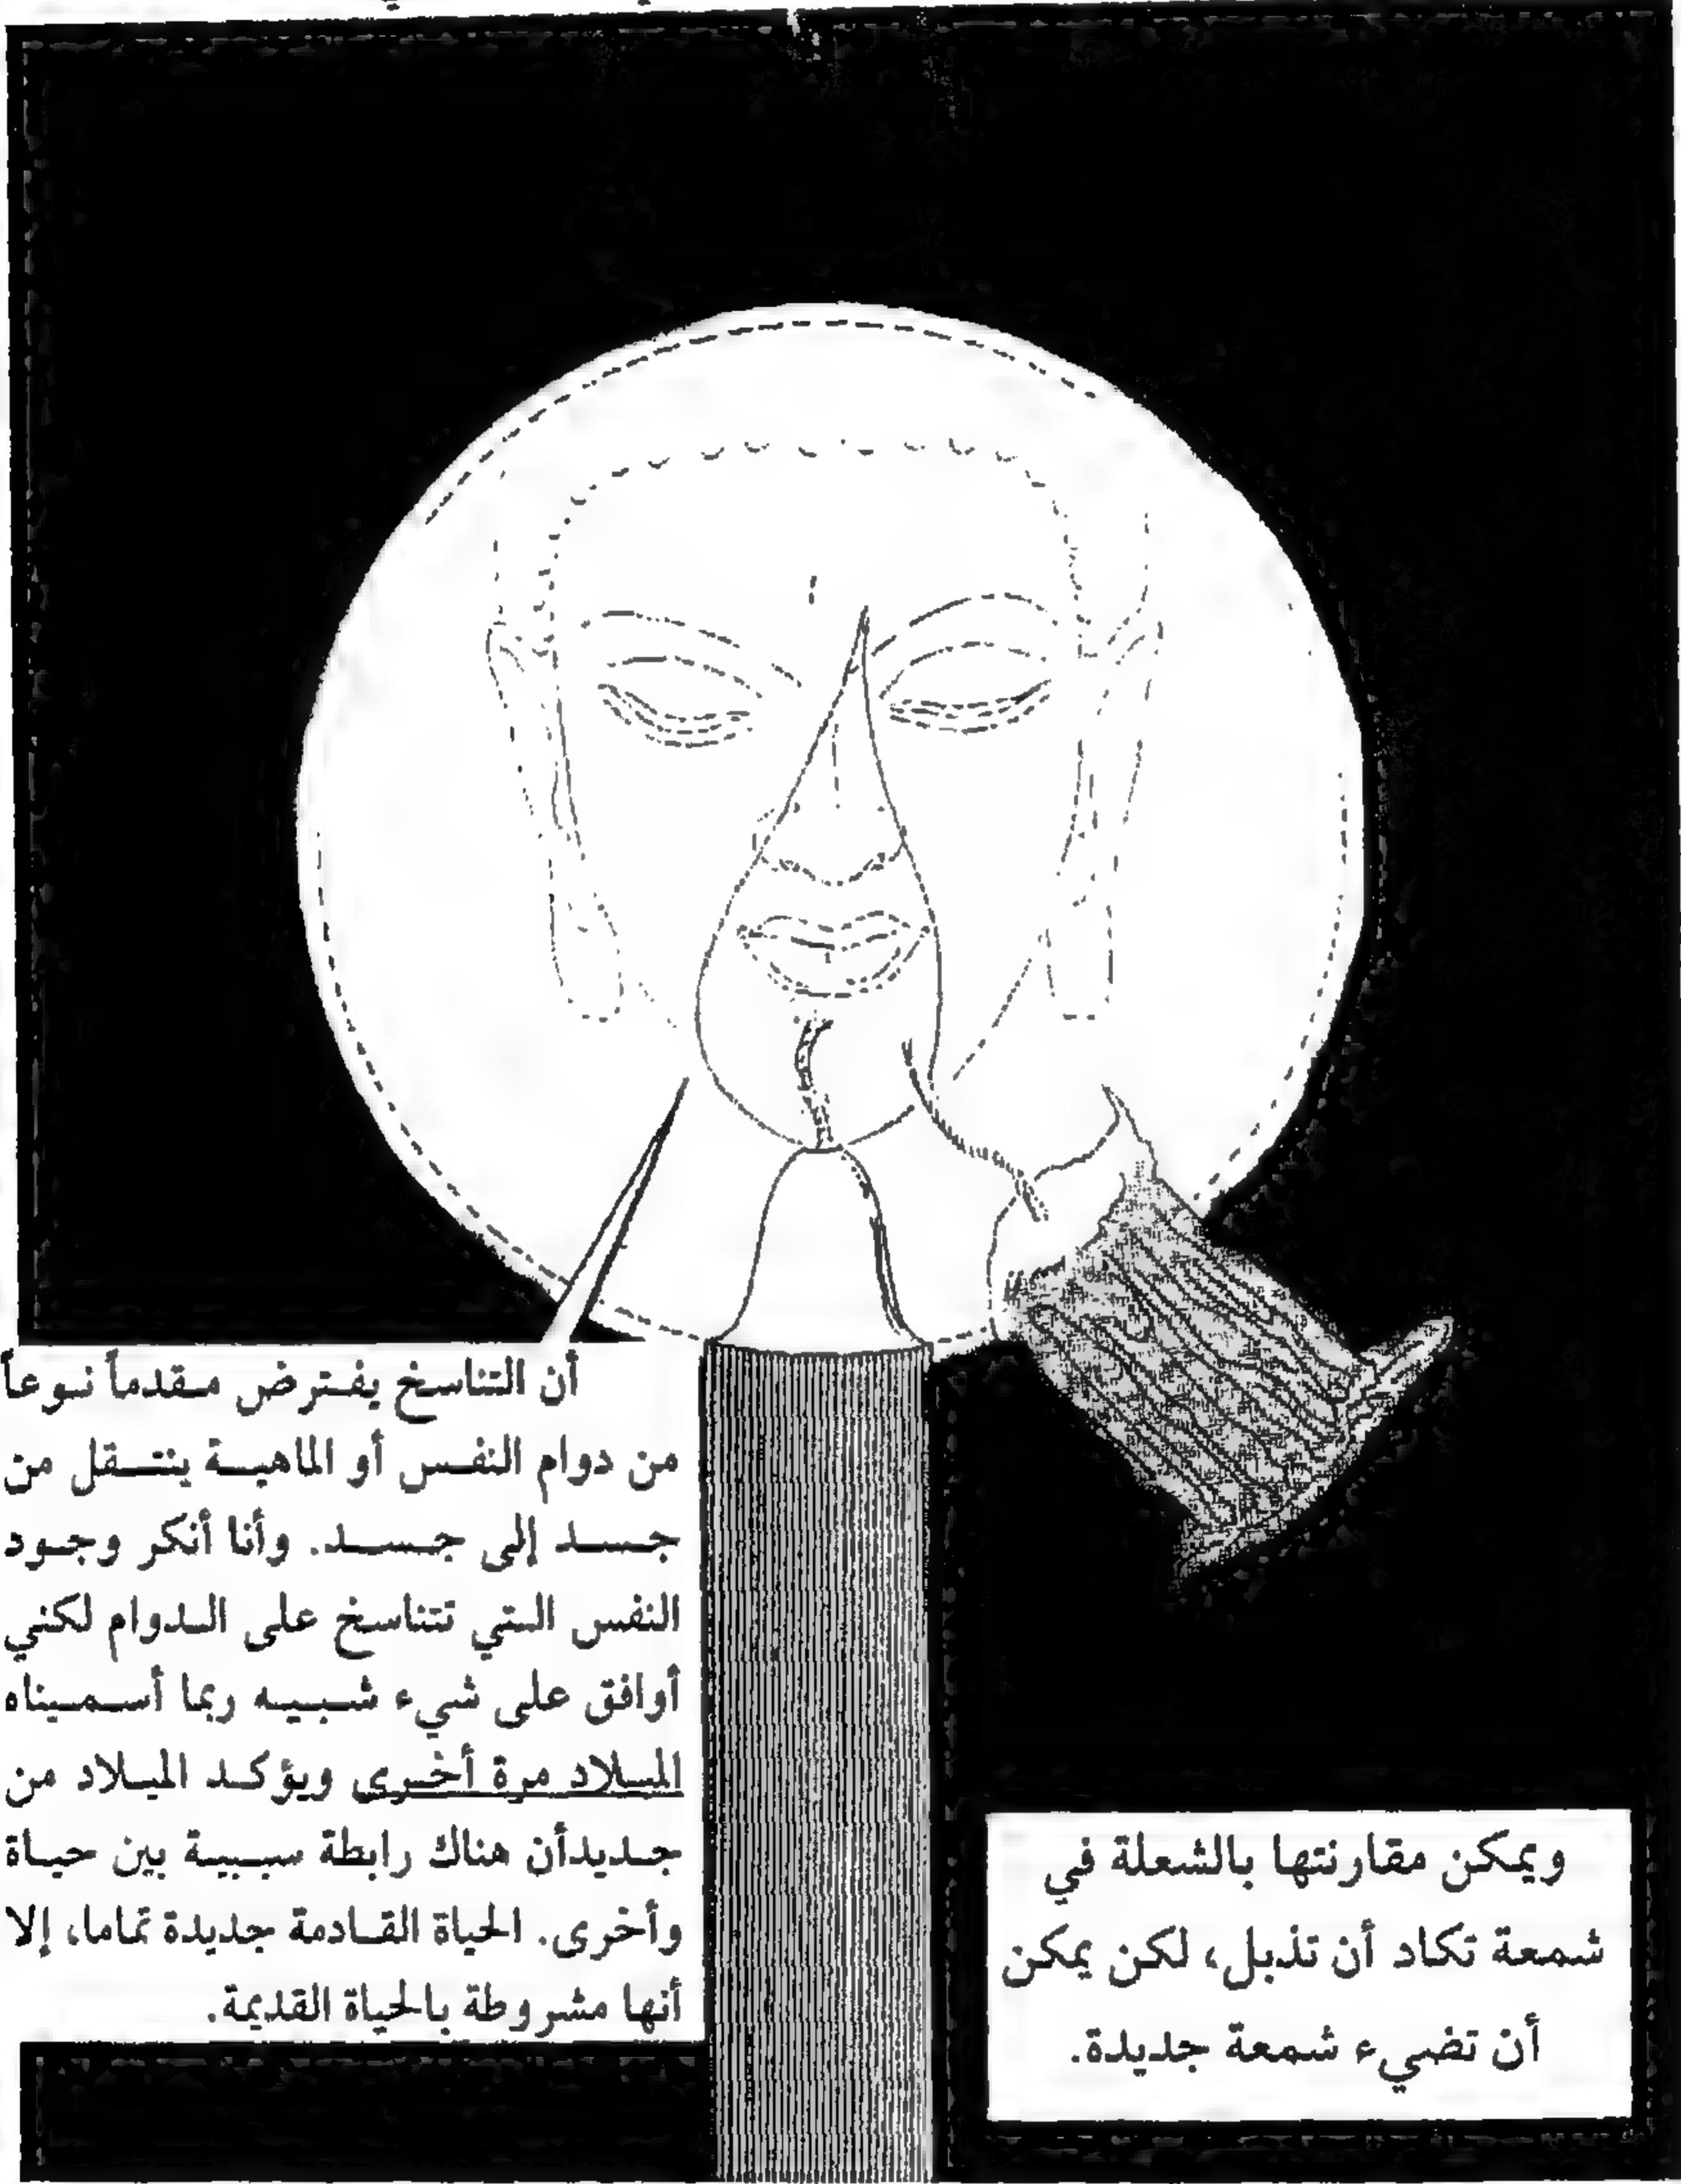 أن التناسخ يفترض مقدماً نوعاً
من دوام النفس أو الماهية ينتقل من
جسد إلى جسد. وأنا أنكر وجود
النفس التي تتناسخ على الدوام لكني
أوافق على شيء شبيه ربما أسميناه
الميلاد مرة أخرى ويؤكد الميلاد من
جديدأن هناك رابطة سببية بين حياة
وأخرى. الحياة القادمة جديدة تماما، إلا
أنها مشروطة بالحياة القديمة.
ويمكن مقارنتها بالشعلة في
شمعة تكاد أن تذبل، لكن يمكن
أن تضيء شمعة جديدة.